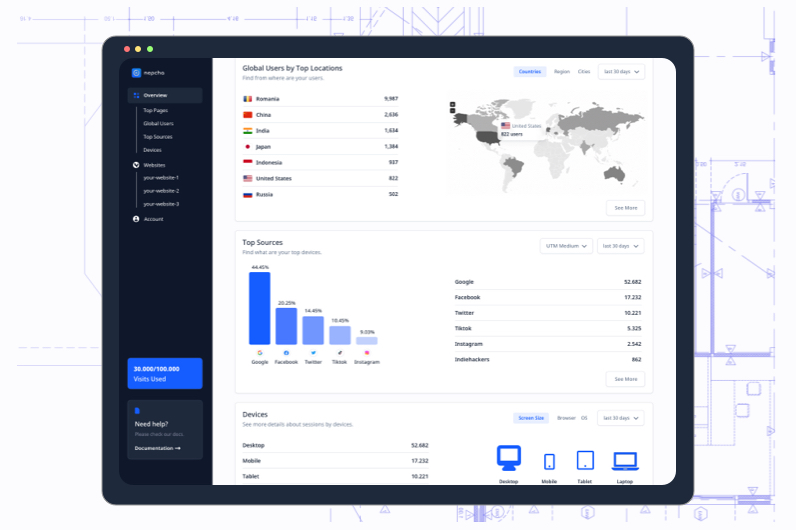 nepcha
Overview
Top Pages
Global Users
Top Sources
Devices
Websites
your-website-1
your-website-2
your-website-3
Account
30.000/100.000
Visits Used
Need help?
Please check our docs.
Documentation →
Global Users by Top Locations
Find from where are your users.
Countries Region Cities last 30 days
Romania 9,987
China 2,636
India 1,634
Japan 1,384
Indonesia 937
United States 822
Russia 502
United States
822 users
See More
Top Sources
Find what are your top devices.
UTM Medium last 30 days
44.45%
20.25%
14.45%
10.45%
9.03%
Google Facebook Twitter Tiktok Instagram
Google 52.682
Facebook 17.232
Twitter 10.221
Tiktok 5.325
Instagram 2.542
Indiehackers 862
See More
Devices
See more details about sessions by devices.
Screen Size Browser OS last 30 days
Desktop 52.682
Mobile 17.232
Tablet 10.221
Desktop Mobile Tablet Laptop